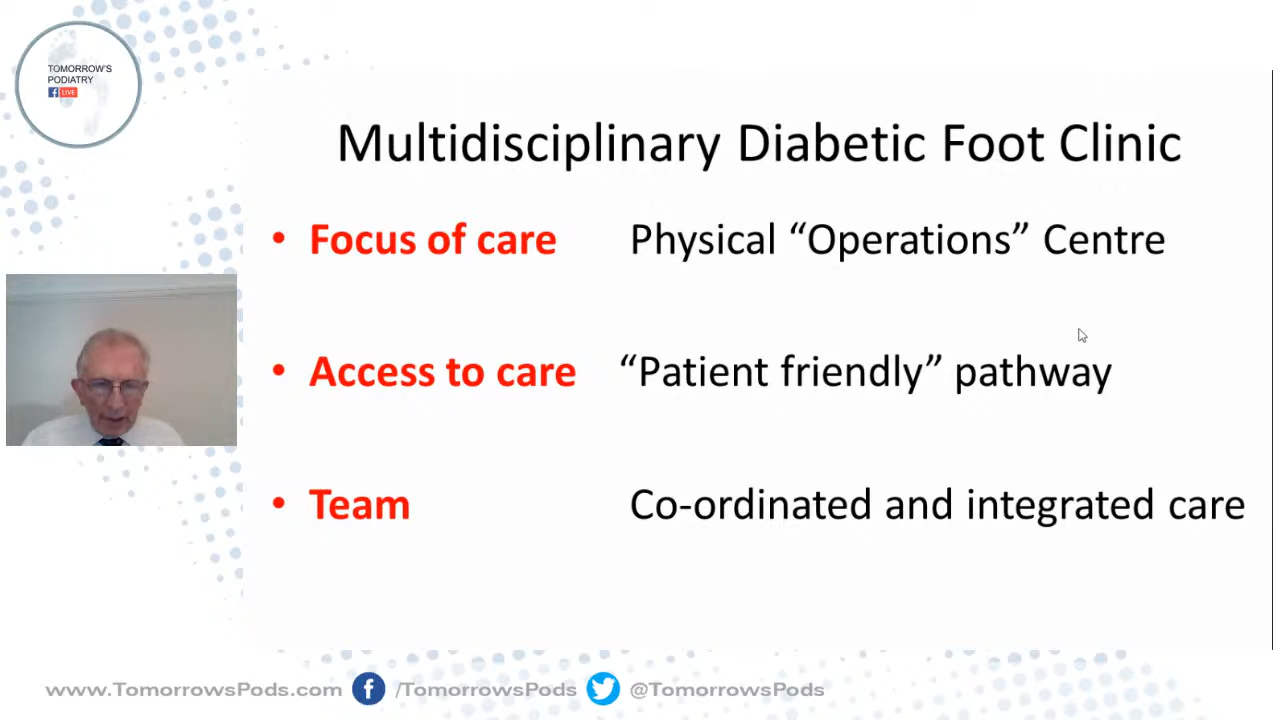 TOMORROW'S
PODIATRY
f LIVE
Multidisciplinary Diabetic Foot Clinic
• Focus of care Physical “Operations” Centre
• Access to care “Patient friendly” pathway
• Team Co-ordinated and integrated care
www.TomorrowsPods.com f /TomorrowsPods @TomorrowsPods